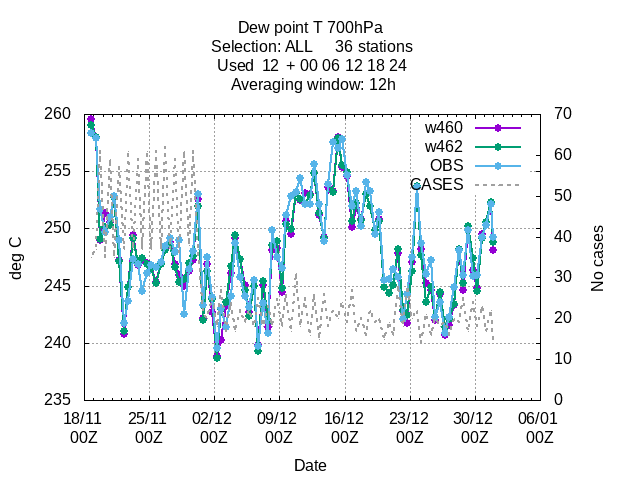 Dew point T 700hPa
Selection: ALL 36 stations
Used 12 + 00 06 12 18 24
Averaging window: 12h
260 70
w460
w462
OBS
CASES
255
250
245
240
235
60
50
40
30
20
10
0
deg C
No cases
18/11 25/11 02/12 09/12 16/12 23/12 30/12 06/01
00Z 00Z 00Z 00Z 00Z 00Z 00Z 00Z
Date